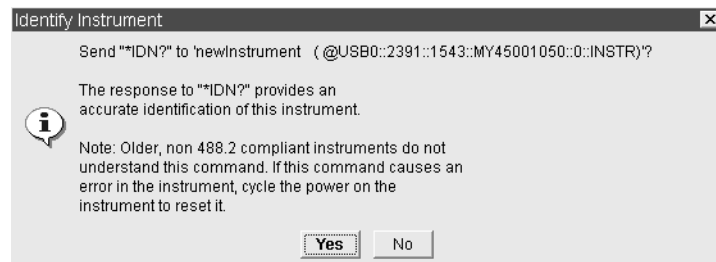 Identify Instrument
Send "*IDN?" to 'newInstrument ( @USB0::2391::1543::MY45001050::0::INSTR)'?
The response to "*IDN?" provides an
accurate identification of this instrument.
Note: Older, non 488.2 compliant instruments do not
understand this command. If this command causes an
error in the instrument, cycle the power on the
instrument to reset it.
Yes No